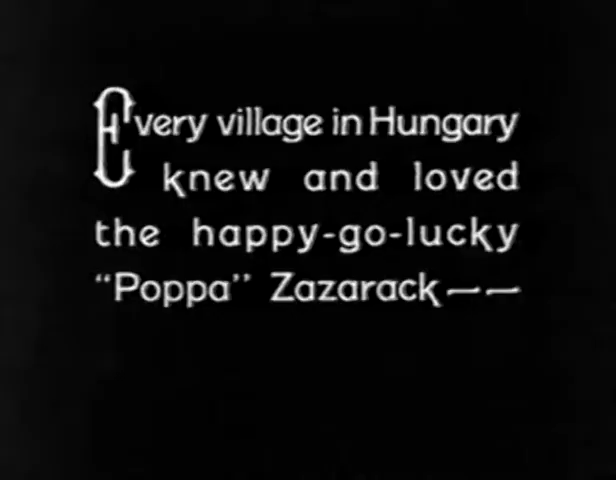 Every village in Hungary
knew and loved
the happy-go-lucky
“Poppa” Zazarack——